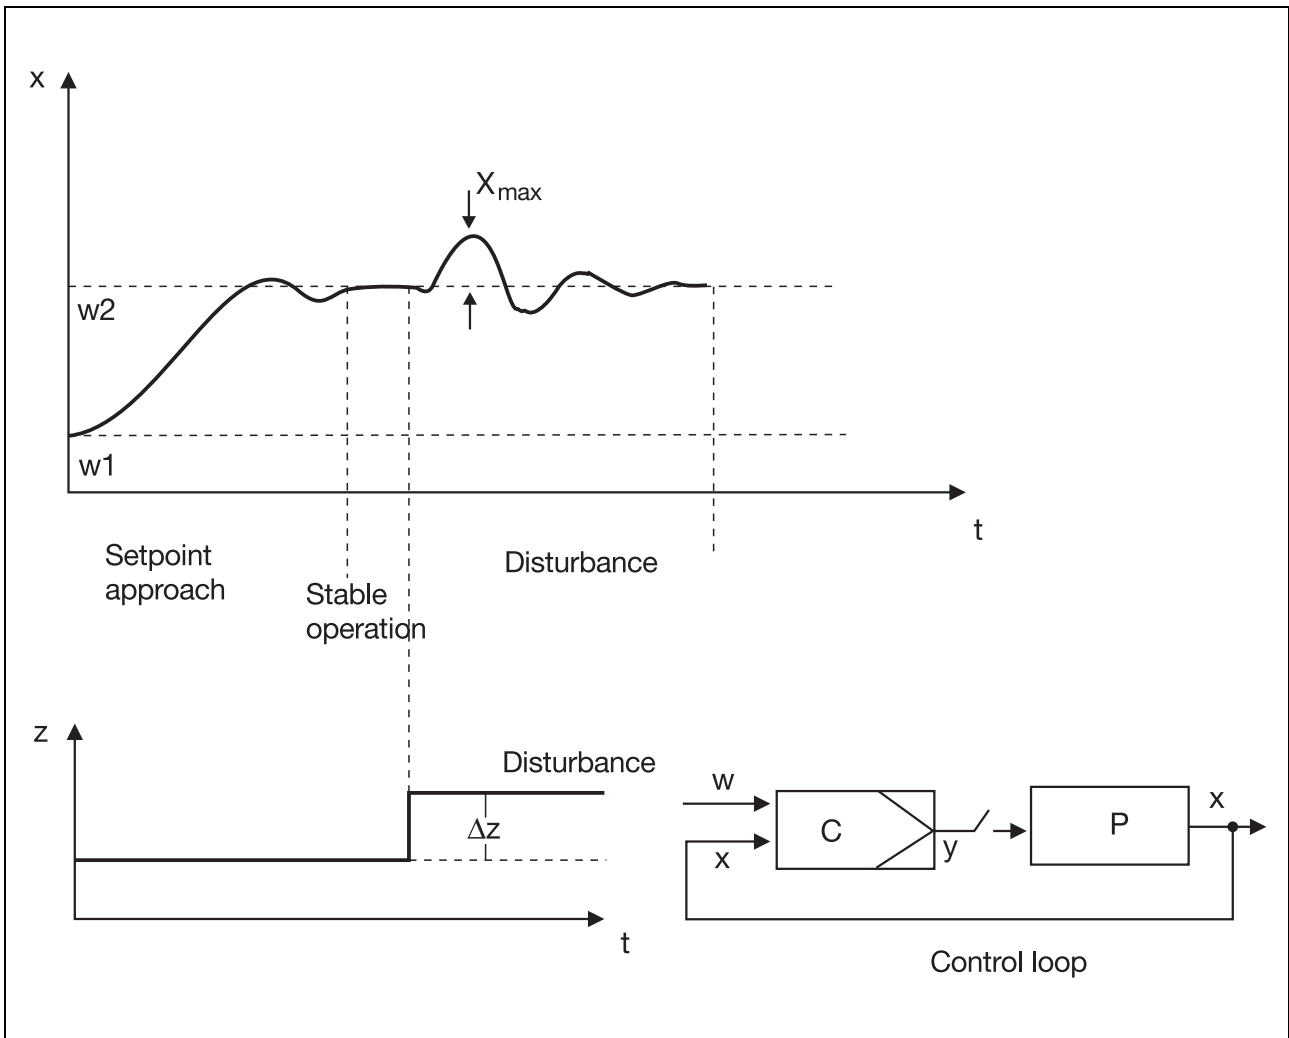 x
Xmax
w2
w1
t
Setpoint
approach
Stable
operation
Disturbance
z
Disturbance
Δz
t
w
x
C
y
P
x
Control loop